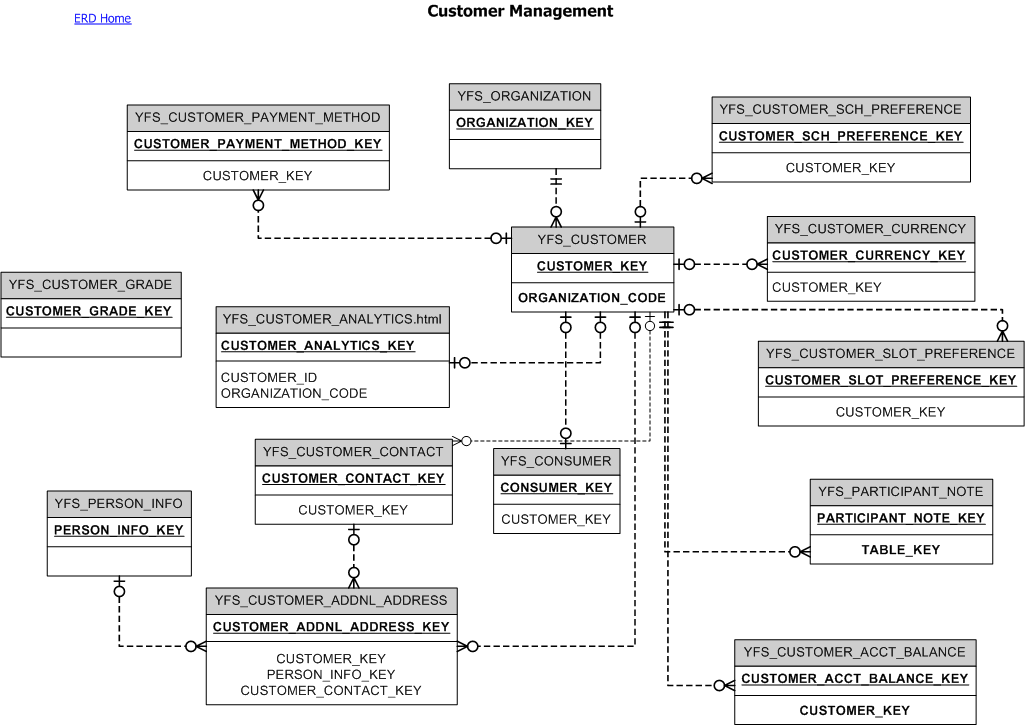 Customer Management
ERD Home
YFS_ORGANIZATION
ORGANIZATION_KEY
YFS_CUSTOMER_PAYMENT_METHOD
CUSTOMER_PAYMENT_METHOD_KEY
CUSTOMER_KEY
YFS_CUSTOMER_SCH_PREFERENCE
CUSTOMER_SCH_PREFERENCE_KEY
CUSTOMER_KEY
YFS_CUSTOMER
CUSTOMER_KEY
ORGANIZATION_CODE
YFS_CUSTOMER_CURRENCY
CUSTOMER_CURRENCY_KEY
CUSTOMER_KEY
YFS_CUSTOMER_GRADE
CUSTOMER_GRADE_KEY
YFS_CUSTOMER_ANALYTICS.html
CUSTOMER_ANALYTICS_KEY
CUSTOMER_ID
ORGANIZATION_CODE
YFS_CUSTOMER_SLOT_PREFERENCE
CUSTOMER_SLOT_PREFERENCE_KEY
CUSTOMER_KEY
YFS_CUSTOMER_CONTACT
CUSTOMER_CONTACT_KEY
CUSTOMER_KEY
YFS_CONSUMER
CONSUMER_KEY
CUSTOMER_KEY
YFS_PERSON_INFO
PERSON_INFO_KEY
YFS_PARTICIPANT_NOTE
PARTICIPANT_NOTE_KEY
TABLE_KEY
YFS_CUSTOMER_ADDNL_ADDRESS
CUSTOMER_ADDNL_ADDRESS_KEY
CUSTOMER_KEY
PERSON_INFO_KEY
CUSTOMER_CONTACT_KEY
YFS_CUSTOMER_ACCT_BALANCE
CUSTOMER_ACCT_BALANCE_KEY
CUSTOMER_KEY